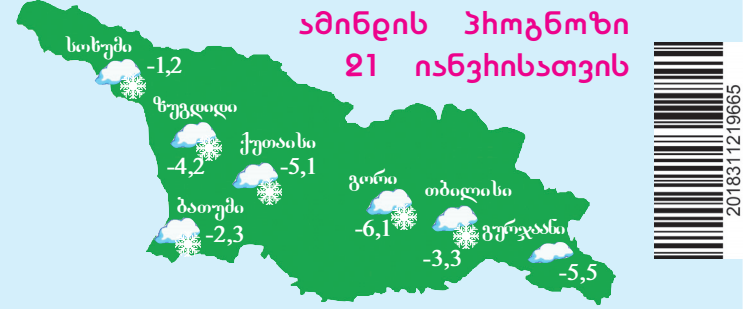 ამინდის პროგნოზი
21 იანვრისათვის
სოხუმი
-1,2
ზუგდიდი
-4,2
ქუთაისი
-5,1
ბათუმი
-2,3
გორი
-6,1
თბილისი
-3,3
გურჯაანი
-5,5
2018311219665